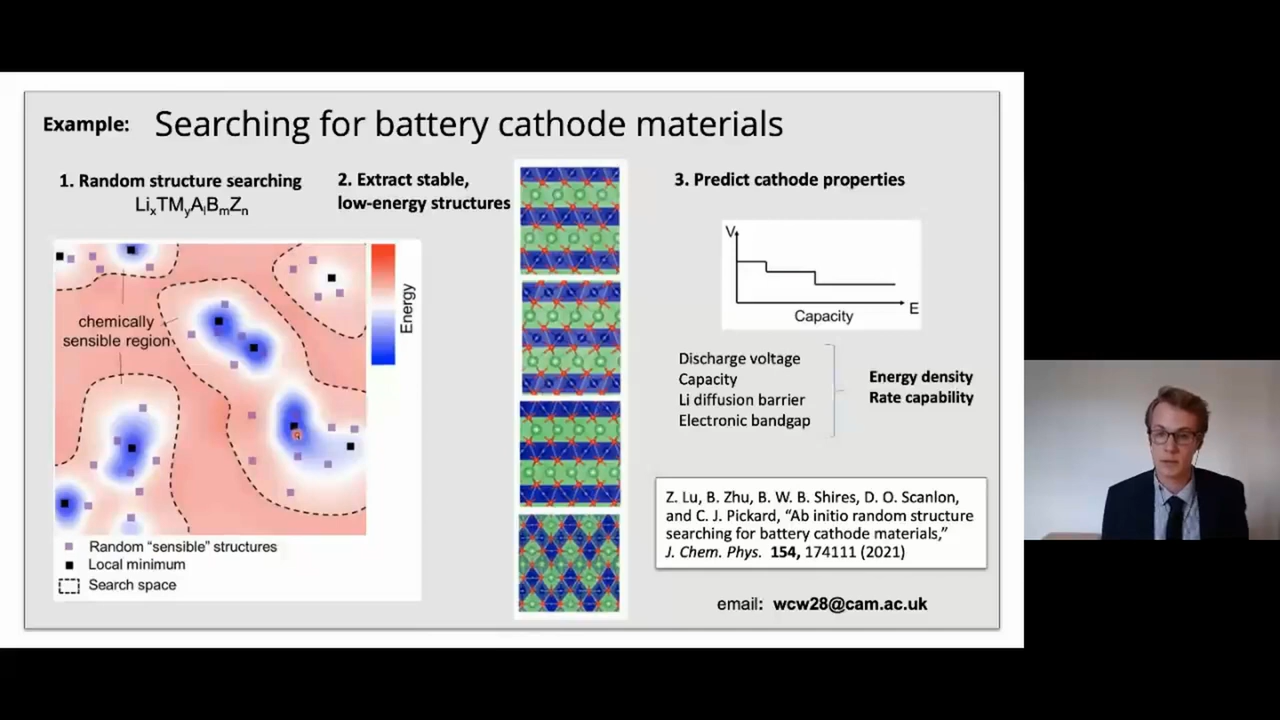 Example: Searching for battery cathode materials
1. Random structure searching
LiₓTMᵧAᵢBₘZₙ
2. Extract stable,
low-energy structures
chemically
sensible region
Energy
Random “sensible” structures
Local minimum
Search space
3. Predict cathode properties
V
E
Capacity
Discharge voltage
Capacity
Li diffusion barrier
Electronic bandgap
Energy density
Rate capability
Z. Lu, B. Zhu, B. W. B. Shires, D. O. Scanlon,
and C. J. Pickard, “Ab initio random structure
searching for battery cathode materials,”
J. Chem. Phys. 154, 174111 (2021)
email: wcw28@cam.ac.uk